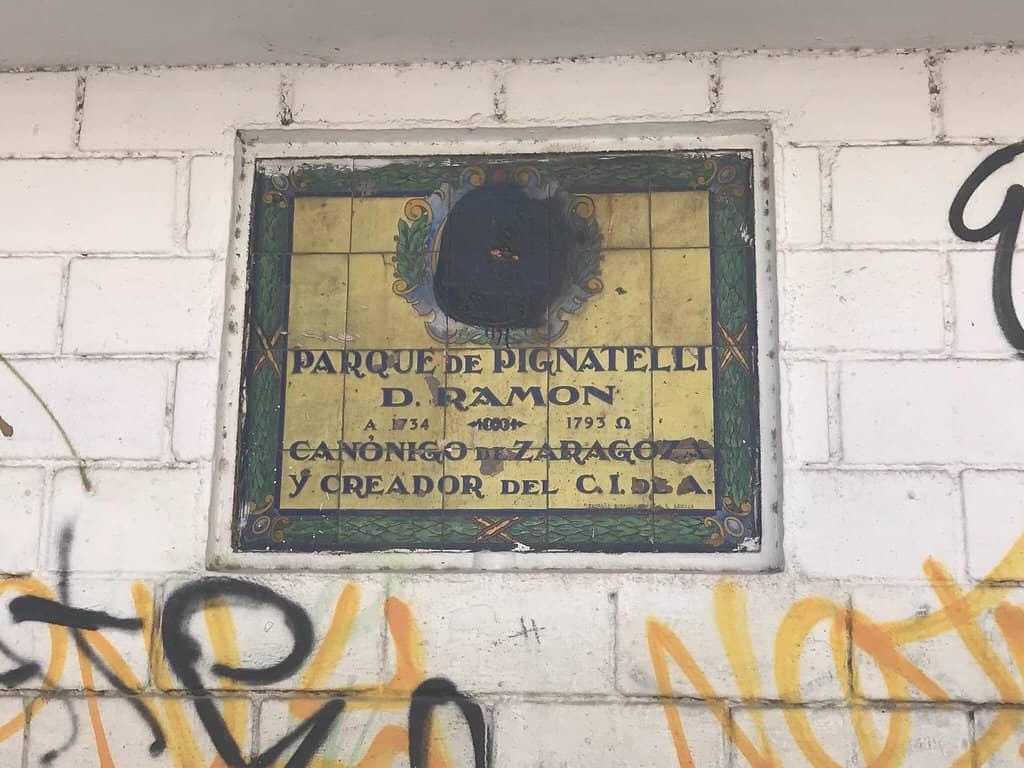 PARQUE DE PIGNATELLI
D. RAMON
A 1734 1793 Ω
CANÓNIGO DE ZARAGOZA
Y CREADOR DEL C. I. DE A.